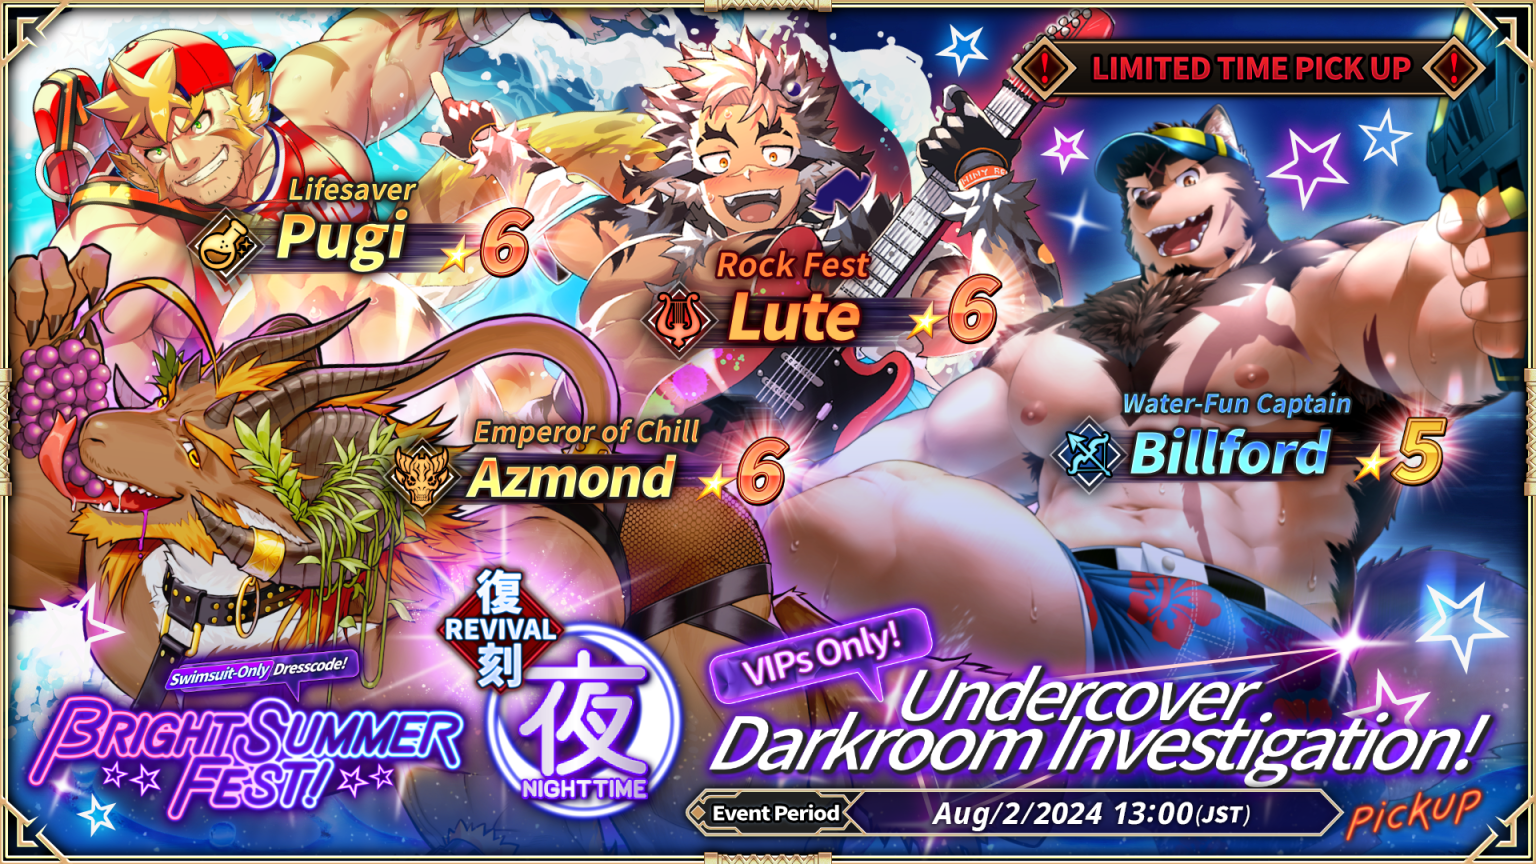 LIMITED TIME PICK UP
Lifesaver
Pugi
6
Rock Fest
Lute
6
Water-Fun Captain
Billford
5
Emperor of Chill
Azmond
6
復
REVIVAL
刻
夜
NIGHTTIME
Swimsuit-Only Dresscode!
BRIGHT SUMMER
FEST!
VIPs Only!
Undercover
Darkroom Investigation!
Event Period
Aug/2/2024 13:00(JST)
PICKUP